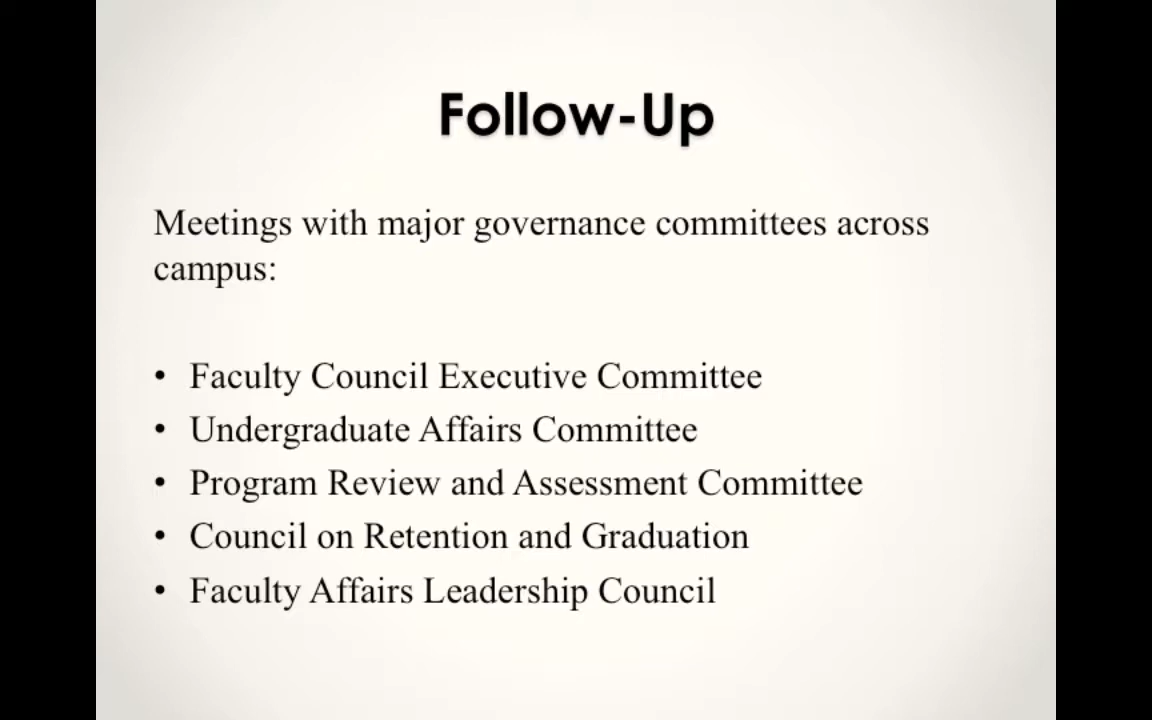 Follow-Up
Meetings with major governance committees across
campus:
• Faculty Council Executive Committee
• Undergraduate Affairs Committee
• Program Review and Assessment Committee
• Council on Retention and Graduation
• Faculty Affairs Leadership Council